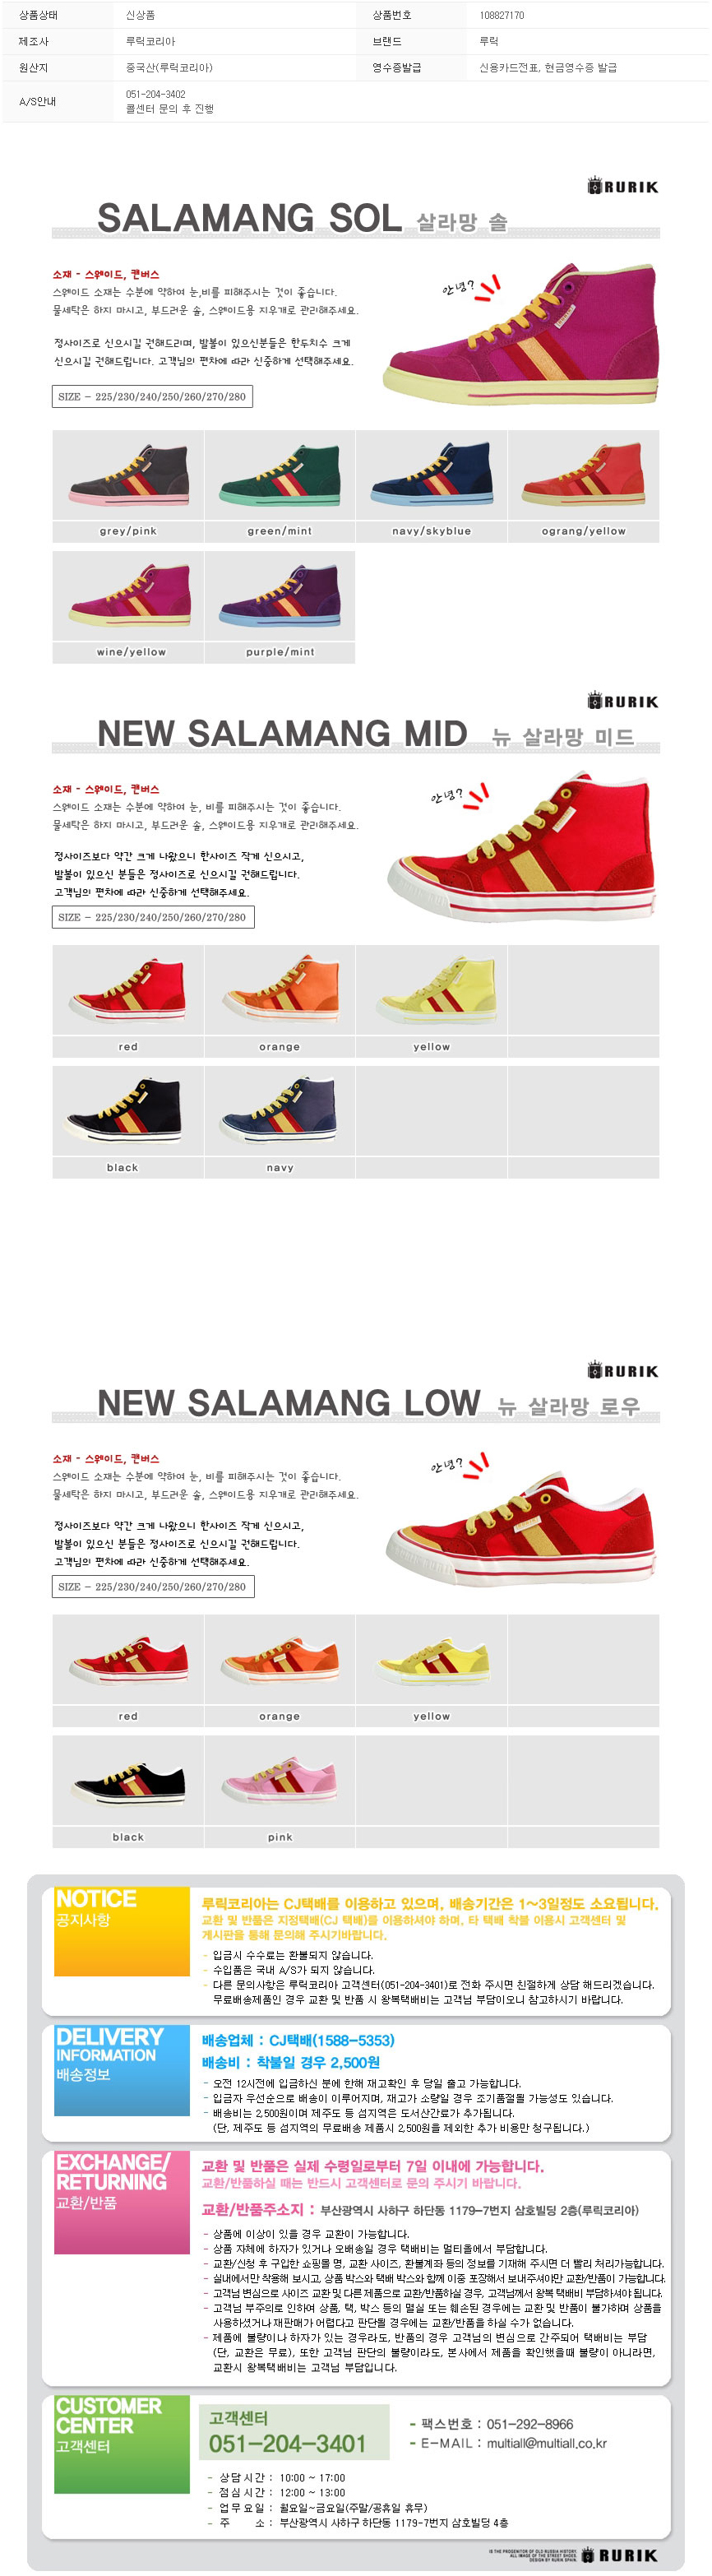 상품상태 신상품 상품번호 108827170
제조사 루릭코리아 브랜드 루릭
원산지 중국산(루릭코리아) 영수증발급 신용카드전표, 현금영수증 발급
A/S안내 051-204-3402
콜센터 문의 후 진행
RURIK
SALAMANG SOL 살라망 솔
소재 - 스웨이드, 캔버스
스웨이드 소재는 수분에 약하여 눈,비를 피해주시는 것이 좋습니다.
물세탁은 하지 마시고, 부드러운 솔, 스웨이드용 지우개로 관리해주세요.
안녕?
정사이즈로 신으시길 권해드리며, 발볼이 있으신분들은 한두치수 크게
신으시길 권해드립니다. 고객님의 편차에 따라 신중하게 선택해주세요.
SIZE - 225/230/240/250/260/270/280
grey/pink green/mint navy/skyblue ograng/yellow
wine/yellow purple/mint
RURIK
NEW SALAMANG MID 뉴 살라망 미드
소재 - 스웨이드, 캔버스
스웨이드 소재는 수분에 약하여 눈, 비를 피해주시는 것이 좋습니다.
물세탁은 하지 마시고, 부드러운 솔, 스웨이드용 지우개로 관리해주세요.
안녕?
정사이즈보다 약간 크게 나왔으니 한사이즈 작게 신으시고,
발볼이 있으신 분들은 정사이즈로 신으시길 권해드립니다.
고객님의 편차에 따라 신중하게 선택해주세요.
SIZE - 225/230/240/250/260/270/280
red orange yellow
black navy
RURIK
NEW SALAMANG LOW 뉴 살라망 로우
소재 - 스웨이드, 캔버스
스웨이드 소재는 수분에 약하여 눈, 비를 피해주시는 것이 좋습니다.
물세탁은 하지 마시고, 부드러운 솔, 스웨이드용 지우개로 관리해주세요.
안녕?
정사이즈보다 약간 크게 나왔으니 한사이즈 작게 신으시고,
발볼이 있으신 분들은 정사이즈로 신으시길 권해드립니다.
고객님의 편차에 따라 신중하게 선택해주세요.
SIZE - 225/230/240/250/260/270/280
red orange yellow
black pink
NOTICE
공지사항
루릭코리아는 CJ택배를 이용하고 있으며, 배송기간은 1~3일정도 소요됩니다.
교환 및 반품은 지정택배(CJ 택배)를 이용하셔야 하며, 타 택배 착불 이용시 고객센터 및
게시판을 통해 문의해 주시기바랍니다.
- 입금시 수수료는 환불되지 않습니다.
- 수입품은 국내 A/S가 되지 않습니다.
- 다른 문의사항은 루릭코리아 고객센터(051-204-3401)로 전화 주시면 친절하게 상담 해드리겠습니다.
무료배송제품인 경우 교환 및 반품 시 왕복택배비는 고객님 부담이오니 참고하시기 바랍니다.
DELIVERY
INFORMATION
배송정보
배송업체 : CJ택배(1588-5353)
배송비 : 착불일 경우 2,500원
- 오전 12시전에 입금하신 분에 한해 재고확인 후 당일 출고 가능합니다.
- 입금자 우선순으로 배송이 이루어지며, 재고가 소량일 경우 조기품절될 가능성도 있습니다.
- 배송비는 2,500원이며 제주도 등 섬지역은 도서산간료가 추가됩니다.
(단, 제주도 등 섬지역의 무료배송 제품시 2,500원을 제외한 추가 비용만 청구됩니다.)
EXCHANGE/
RETURNING
교환/반품
교환 및 반품은 실제 수령일로부터 7일 이내에 가능합니다.
교환/반품하실 때는 반드시 고객센터로 문의 주시기 바랍니다.
교환/반품주소지 : 부산광역시 사하구 하단동 1179-7번지 삼호빌딩 2층(루릭코리아)
- 상품에 이상이 있을 경우 교환이 가능합니다.
- 상품 자체에 하자가 있거나 오배송일 경우 택배비는 멀티올에서 부담합니다.
- 교환/신청 후 구입한 쇼핑몰 명, 교환 사이즈, 환불계좌 등의 정보를 기재해 주시면 더 빨리 처리가능합니다.
- 실내에서만 착용해 보시고, 상품 박스와 택배 박스와 함께 이중 포장해서 보내주셔야만 교환/반품이 가능합니다.
- 고객님 변심으로 사이즈 교환 및 다른 제품으로 교환/반품하실 경우, 고객님께서 왕복 택배비 부담하셔야 됩니다.
- 고객님 부주의로 인하여 상품, 택, 박스 등의 멸실 또는 훼손된 경우에는 교환 및 반품이 불가하며 상품을
사용하셨거나 재판매가 어렵다고 판단될 경우에는 교환/반품을 하실 수가 없습니다.
- 제품에 불량이나 하자가 있는 경우라도, 반품의 경우 고객님의 변심으로 간주되어 택배비는 부담
(단, 교환은 무료), 또한 고객님 판단의 불량이라도, 본사에서 제품을 확인했을때 불량이 아니라면,
교환시 왕복택배비는 고객님 부담입니다.
CUSTOMER
CENTER
고객센터
고객센터
051-204-3401
- 팩스번호 : 051-292-8966
- E-MAIL : multiall@multiall.co.kr
- 상담시간 : 10:00 ~ 17:00
- 점심시간 : 12:00 ~ 13:00
- 업무요일 : 월요일~금요일(주말/공휴일 휴무)
- 주 소 : 부산광역시 사하구 하단동 1179-7번지 삼호빌딩 4층
IS THE PROGENITOR OF OLD RUSSIA HISTORY.
ALL IMAGE OF THE STREET SHOES.
DESIGN BY RURIK SPAIN.
RURIK